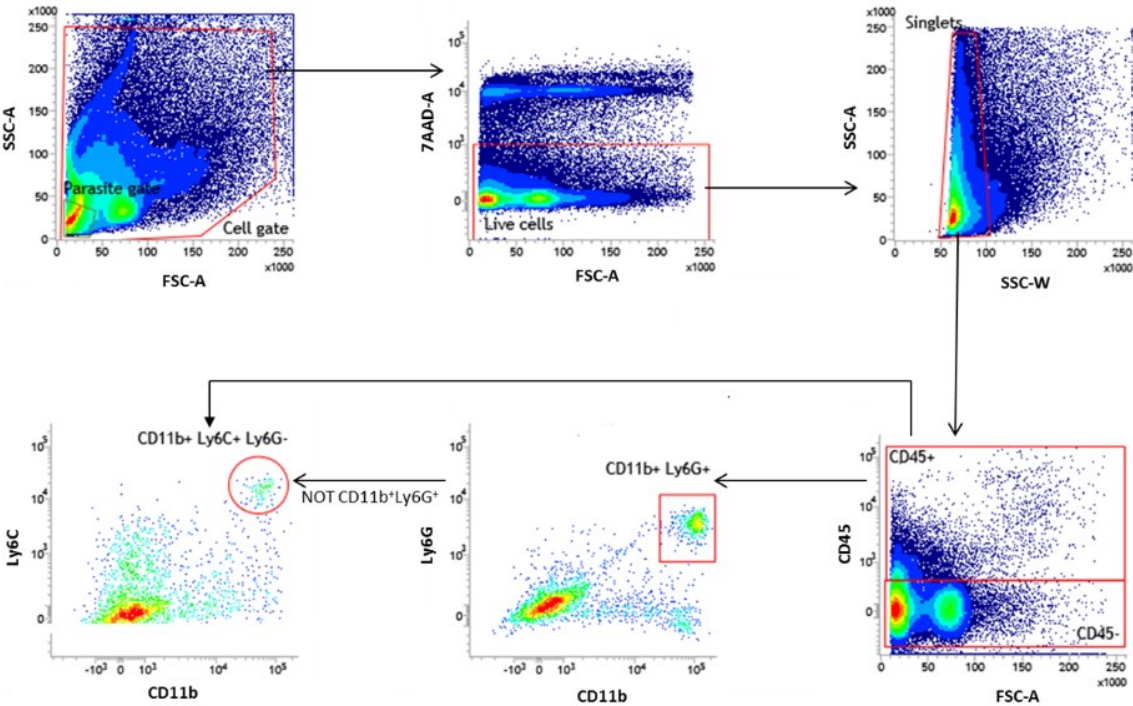 x1000
250
200
150
100
50
0
SSC-A
Parasite gate
Cell gate
0 50 100 150 200 250
x1000
FSC-A
10⁵
10⁴
10³
0
7AAD-A
Live cells
0 50 100 150 200 250
x1000
FSC-A
x1000
Singlets
250
200
150
100
50
0
SSC-A
0 50 100 150 200 250
x1000
SSC-W
CD11b+ Ly6C+ Ly6G-
10⁵
10⁴
10³
0
Ly6C
-10³ 0 10³ 10⁴ 10⁵
CD11b
NOT CD11b⁺Ly6G⁺
CD11b+ Ly6G+
10⁵
10⁴
10³
0
Ly6G
-10³ 0 10³ 10⁴ 10⁵
CD11b
CD45+
10⁵
10⁴
10³
0
CD45
CD45-
0 50 100 150 200 250
x1000
FSC-A